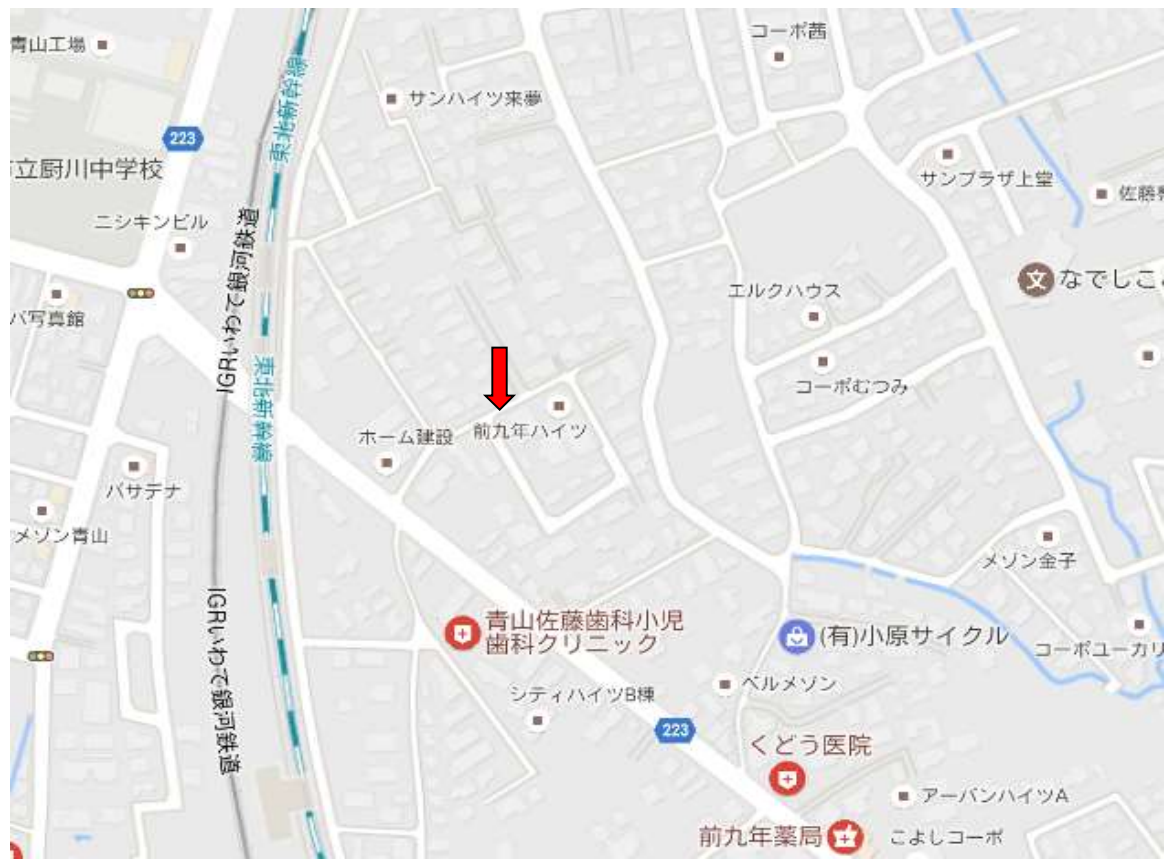 青山工場
コーポ茜
サンハイツ来夢
東北新幹線
223
立厨川中学校
サンプラザ上堂
佐藤
ニシキンビル
IGRいわて銀河鉄道
なでしこ
エルクハウス
バ写真館
東北新幹線
コーポむつみ
ホーム建設
前九年ハイツ
パサデナ
メゾン青山
メゾン金子
IGRいわて銀河鉄道
青山佐藤歯科小児
歯科クリニック
(有)小原サイクル
コーポユーカリ
ベルメゾン
シティハイツB棟
223
くどう医院
アーバンハイツA
前九年薬局
こよしコーポ